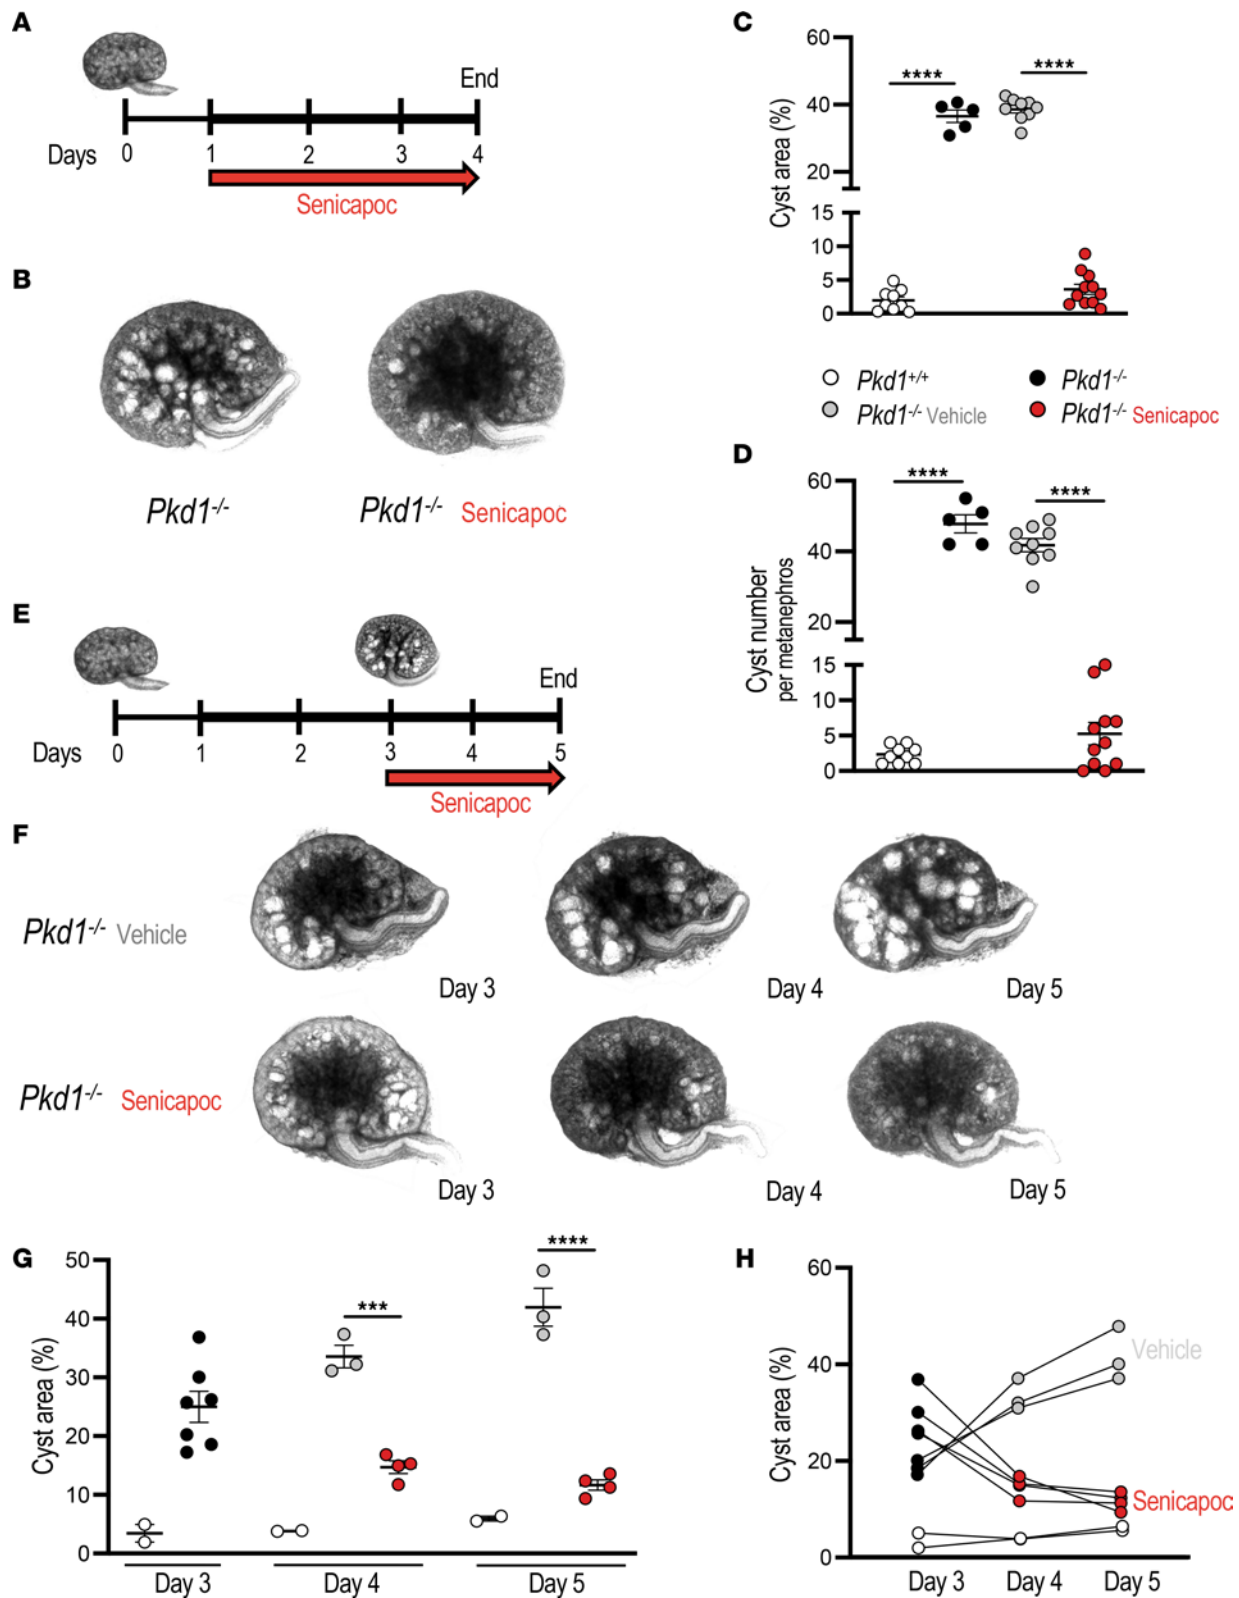 A
End
Days 0 1 2 3 4
Senicapoc
B
Pkd1-/-
Pkd1-/- Senicapoc
C
Cyst area (%)
60
40
20
15
10
5
0
**** ****
Pkd1+/+ Pkd1-/-
Pkd1-/- Vehicle Pkd1-/- Senicapoc
D
Cyst number
per metanephros
60
40
20
15
10
5
0
**** ****
E
End
Days 0 1 2 3 4 5
Senicapoc
F
Pkd1-/- Vehicle
Day 3 Day 4 Day 5
Pkd1-/- Senicapoc
Day 3 Day 4 Day 5
G
Cyst area (%)
50
40
30
20
10
0
*** ****
Day 3 Day 4 Day 5
H
Cyst area (%)
60
40
20
0
Vehicle
Senicapoc
Day 3 Day 4 Day 5